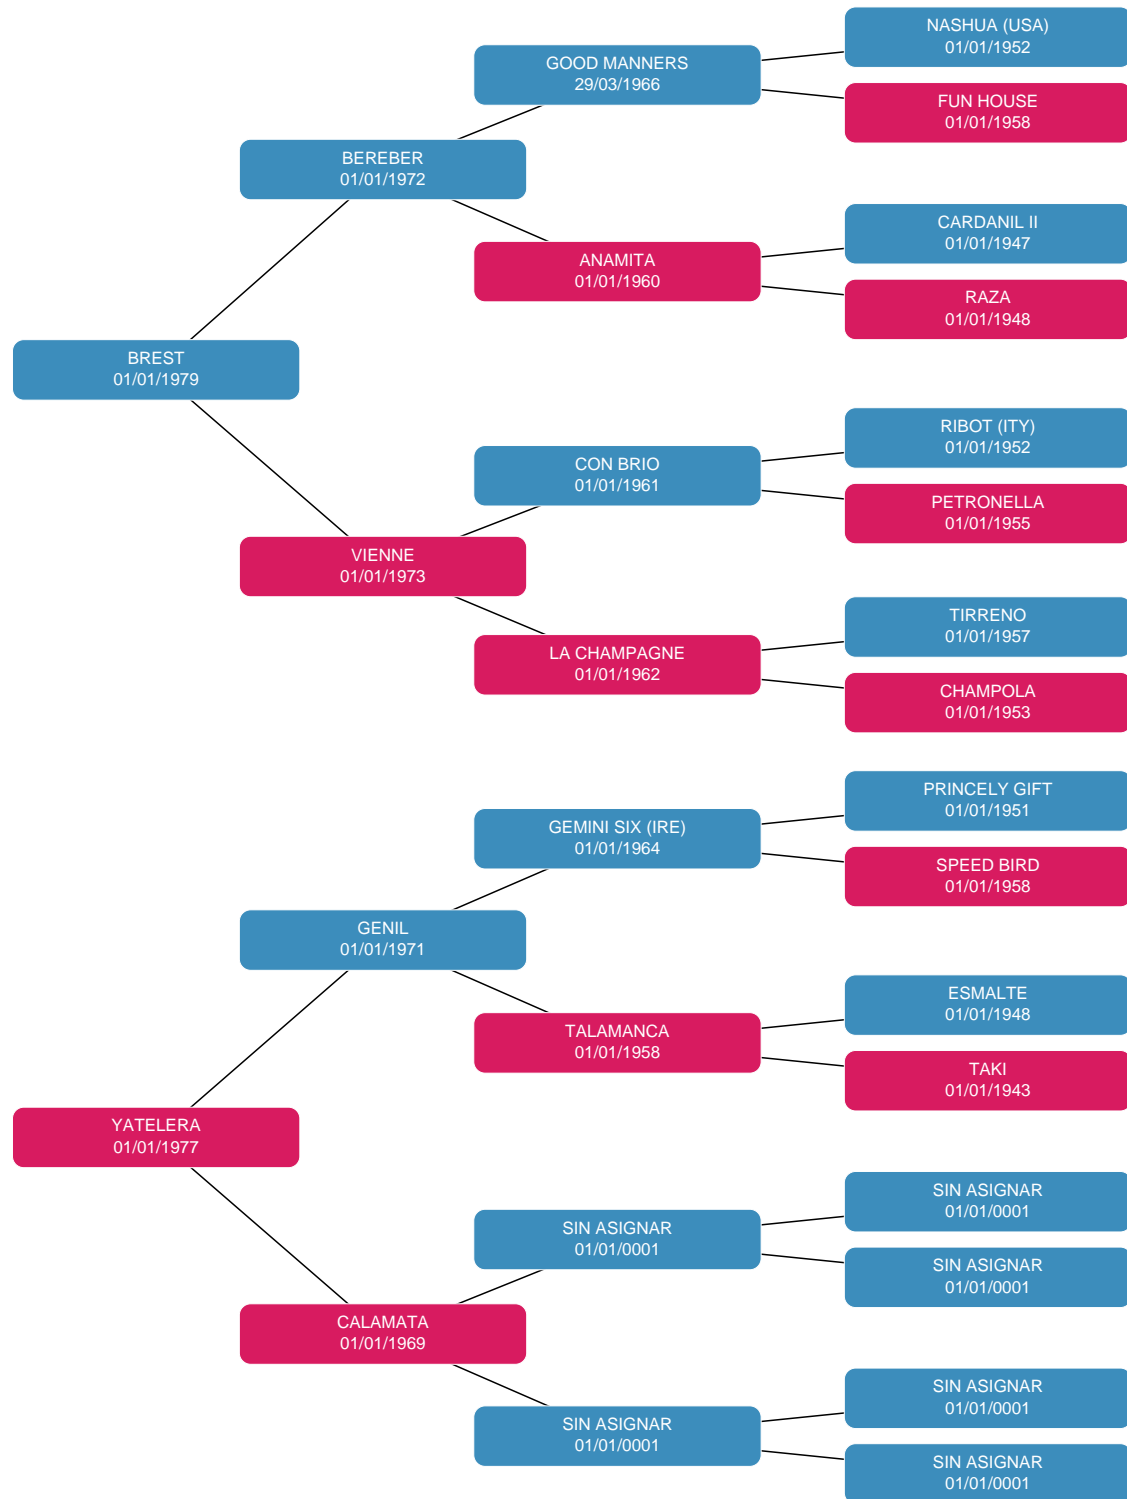 NASHUA (USA)
01/01/1952
GOOD MANNERS
29/03/1966
FUN HOUSE
01/01/1958
BEREBER
01/01/1972
CARDANIL II
01/01/1947
ANAMITA
01/01/1960
RAZA
01/01/1948
BREST
01/01/1979
RIBOT (ITY)
01/01/1952
CON BRIO
01/01/1961
PETRONELLA
01/01/1955
VIENNE
01/01/1973
TIRRENO
01/01/1957
LA CHAMPAGNE
01/01/1962
CHAMPOLA
01/01/1953
PRINCELY GIFT
01/01/1951
GEMINI SIX (IRE)
01/01/1964
SPEED BIRD
01/01/1958
GENIL
01/01/1971
ESMALTE
01/01/1948
TALAMANCA
01/01/1958
TAKI
01/01/1943
YATELERA
01/01/1977
SIN ASIGNAR
01/01/0001
SIN ASIGNAR
01/01/0001
SIN ASIGNAR
01/01/0001
CALAMATA
01/01/1969
SIN ASIGNAR
01/01/0001
SIN ASIGNAR
01/01/0001
SIN ASIGNAR
01/01/0001